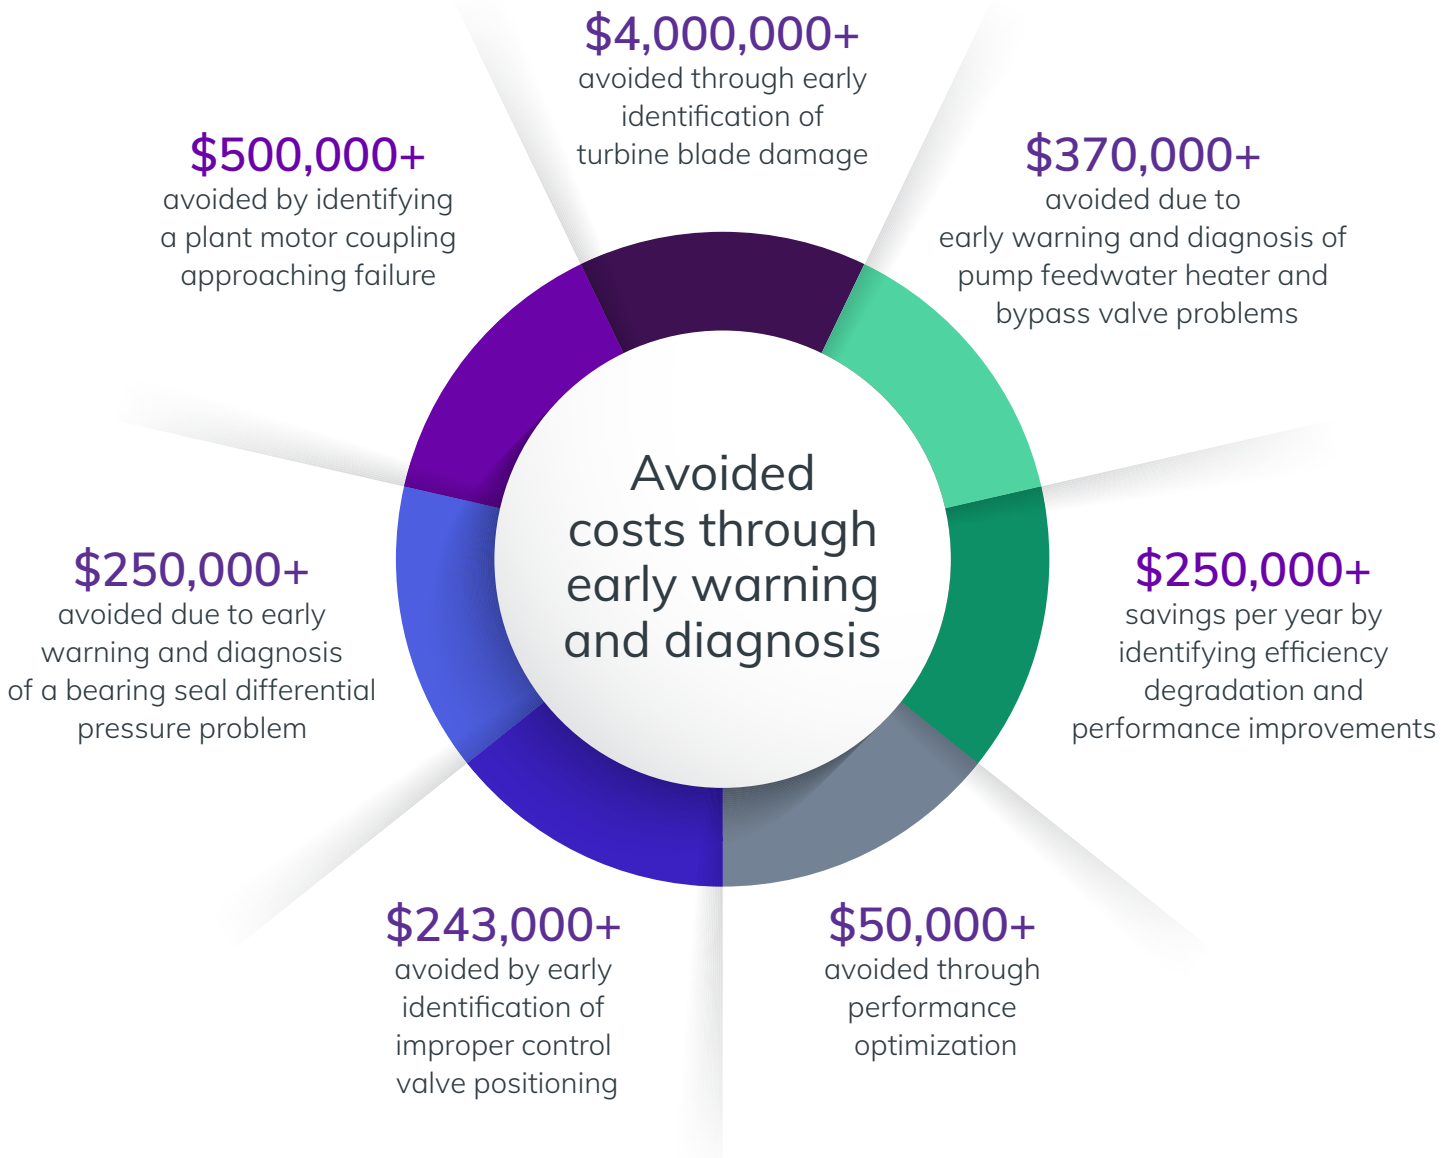 $4,000,000+
avoided through early
identification of
turbine blade damage
$370,000+
avoided due to
early warning and diagnosis of
pump feedwater heater and
bypass valve problems
$250,000+
savings per year by
identifying efficiency
degradation and
performance improvements
$50,000+
avoided through
performance
optimization
$243,000+
avoided by early
identification of
improper control
valve positioning
$250,000+
avoided due to early
warning and diagnosis
of a bearing seal differential
pressure problem
$500,000+
avoided by identifying
a plant motor coupling
approaching failure
Avoided
costs through
early warning
and diagnosis